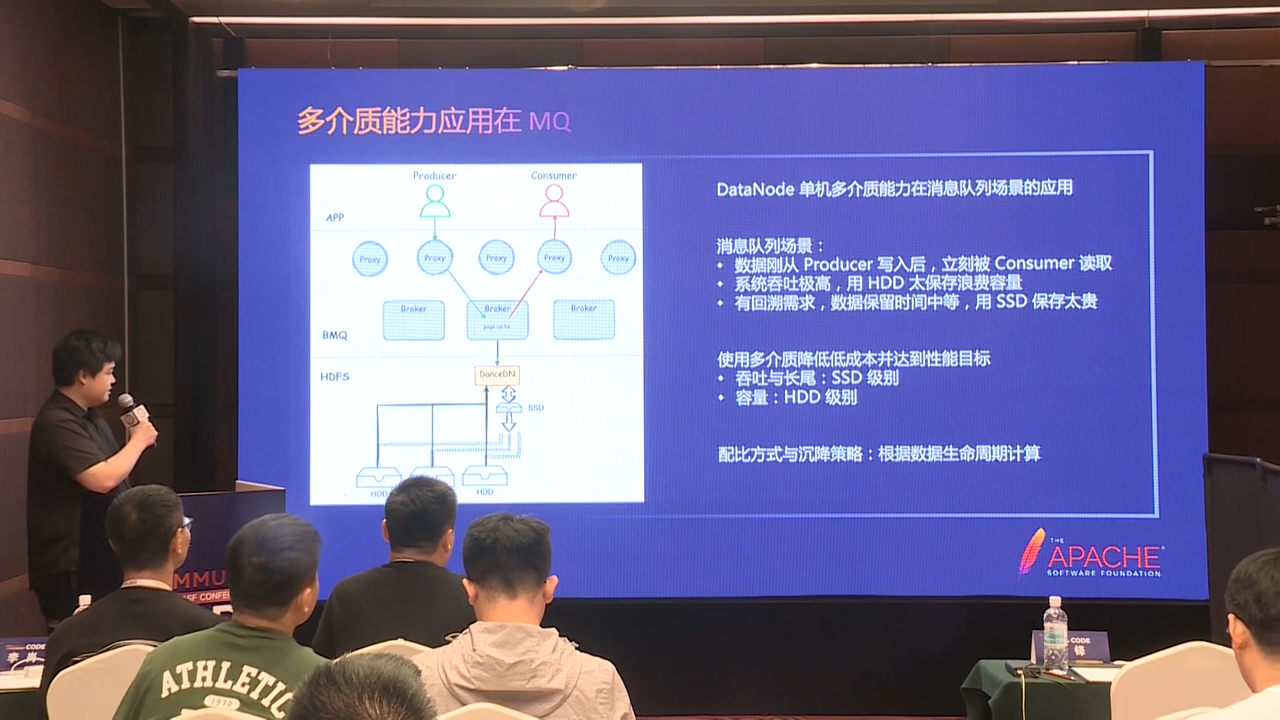 多介质能力应用在 MQ
Producer
Consumer
APP
Proxy
Proxy
Proxy
Proxy
Proxy
Broker
Broker
Broker
page cache
BMQ
HDFS
DanceDN
SSD
HDD
HDD
DataNode 单机多介质能力在消息队列场景的应用
消息队列场景：
• 数据刚从 Producer 写入后，立刻被 Consumer 读取
• 系统吞吐极高，用 HDD 太保存浪费容量
• 有回溯需求，数据保留时间中等，用 SSD 保存太贵
使用多介质降低低成本并达到性能目标
• 吞吐与长尾：SSD 级别
• 容量：HDD 级别
配比方式与沉降策略：根据数据生命周期计算
THE
APACHE
SOFTWARE FOUNDATION
CODE
CODE
ATHLETIC